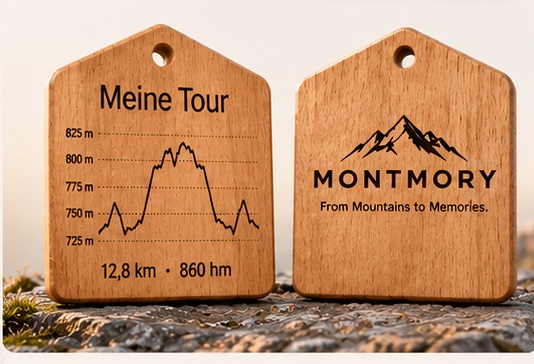 Meine Tour
825 m
800 m
775 m
750 m
725 m
12,8 km • 860 hm
MONTMORY
From Mountains to Memories.